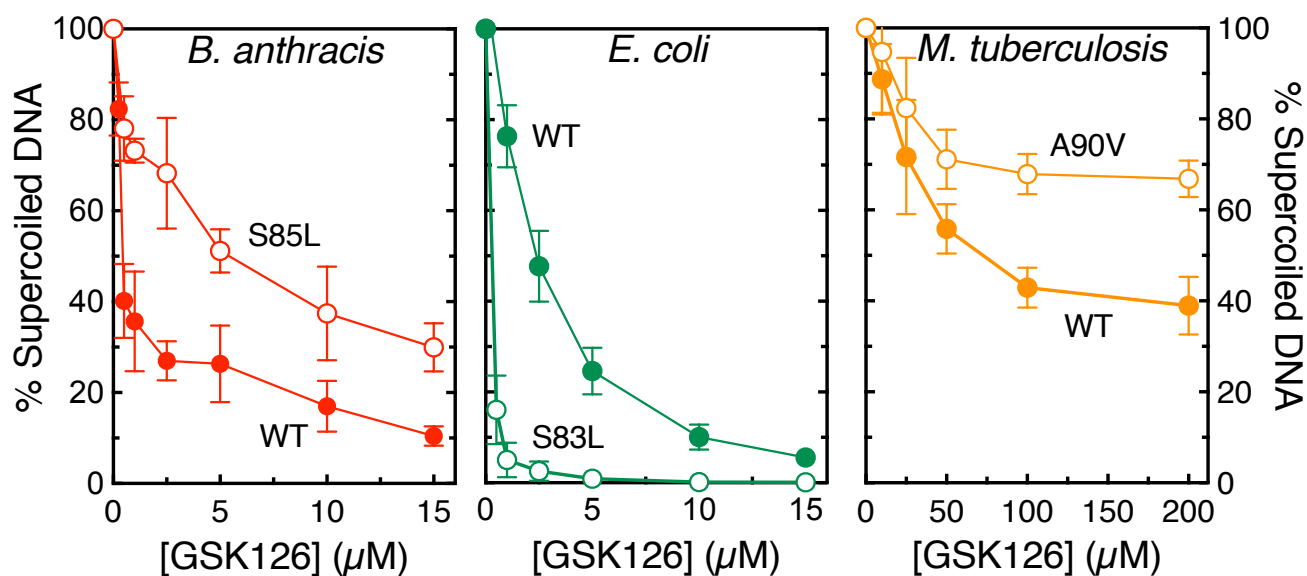 B. anthracis
E. coli
M. tuberculosis
% Supercoiled DNA
100
80
60
40
20
0
S85L
WT
0 5 10 15
[GSK126] (µM)
WT
S83L
0 5 10 15
[GSK126] (µM)
A90V
WT
0 50 100 150 200
[GSK126] (µM)
100
80
60
40
20
0
% Supercoiled DNA